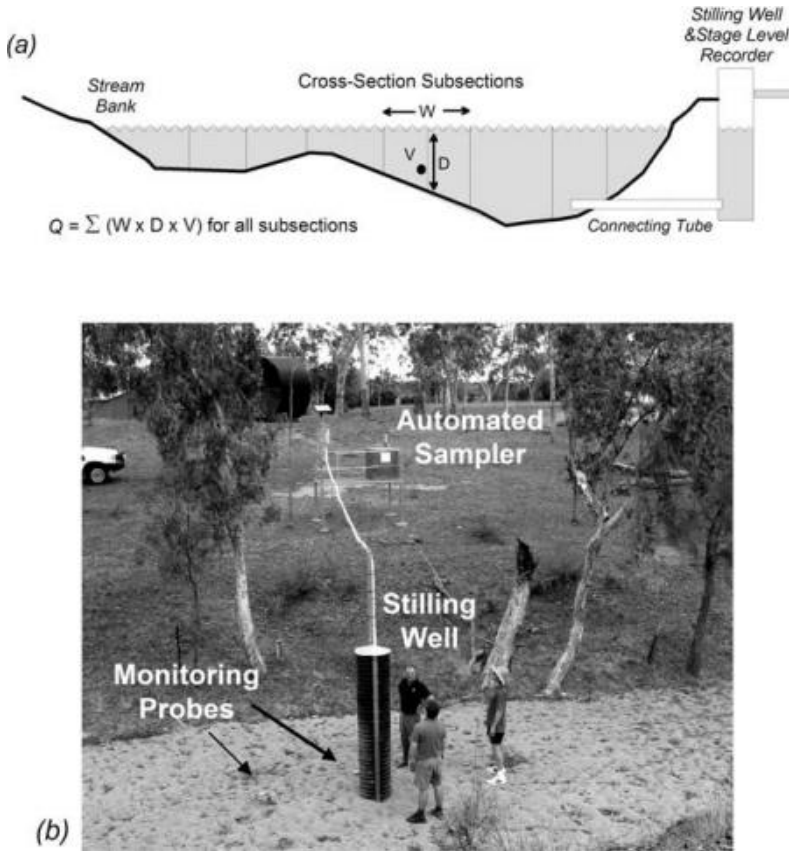 (a)
Stream
Bank
Cross-Section Subsections
W
V
D
Stilling Well
&Stage Level
Recorder
Q = ∑ (W x D x V) for all subsections
Connecting Tube
Automated
Sampler
Stilling
Well
Monitoring
Probes
(b)